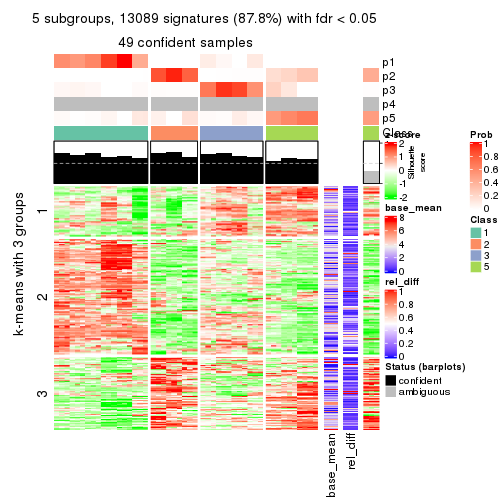 5 subgroups, 13089 signatures (87.8%) with fdr < 0.05
49 confident samples
p1
p2
p3
p4
p5
Class
Silhouette
score
k-means with 3 groups
1
2
3
base_mean
rel_diff
z-score
2
1
0
-1
-2
base_mean
8
6
4
2
0
rel_diff
1
0.8
0.6
0.4
0.2
0
Status (barplots)
confident
ambiguous
Prob
1
0.8
0.6
0.4
0.2
0
Class
1
2
3
5